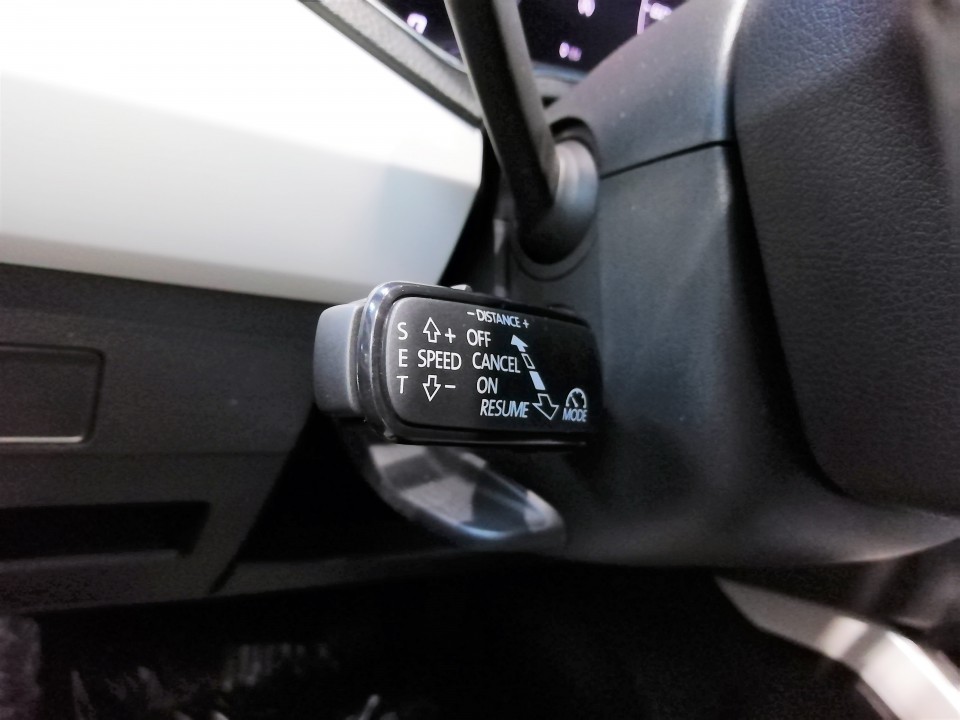 - DISTANCE +
S + OFF
E SPEED CANCEL
T - ON
RESUME MODE